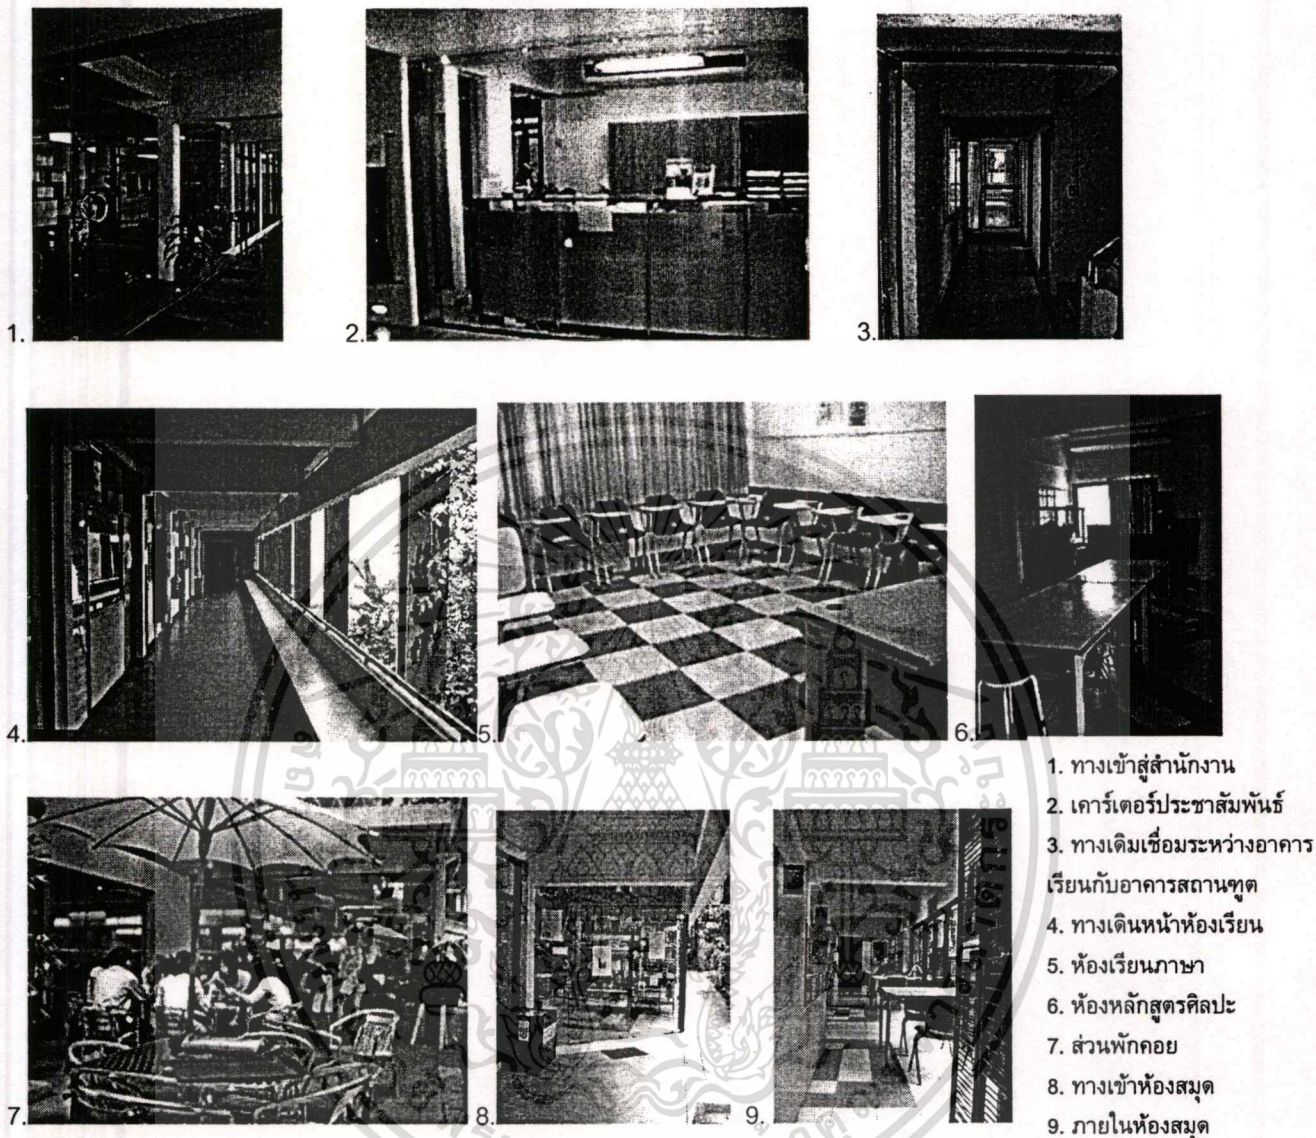 1.
2.
3.
4.
5.
6.
7.
8.
9.
1. ทางเข้าสู่สำนักงาน
2. เคาร์เตอร์ประชาสัมพันธ์
3. ทางเดิมเชื่อมระหว่างอาคาร
เรียนกับอาคารสถานฑูต
4. ทางเดินหน้าห้องเรียน
5. ห้องเรียนภาษา
6. ห้องหลักสูตรศิลปะ
7. ส่วนพักคอย
8. ทางเข้าห้องสมุด
9. ภายในห้องสมุด